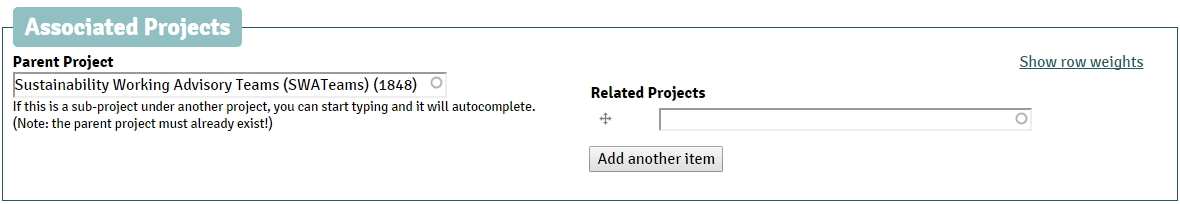 Associated Projects
Parent Project
Sustainability Working Advisory Teams (SWATeams) (1848)
If this is a sub-project under another project, you can start typing and it will autocomplete.
(Note: the parent project must already exist!)
Show row weights
Related Projects
Add another item